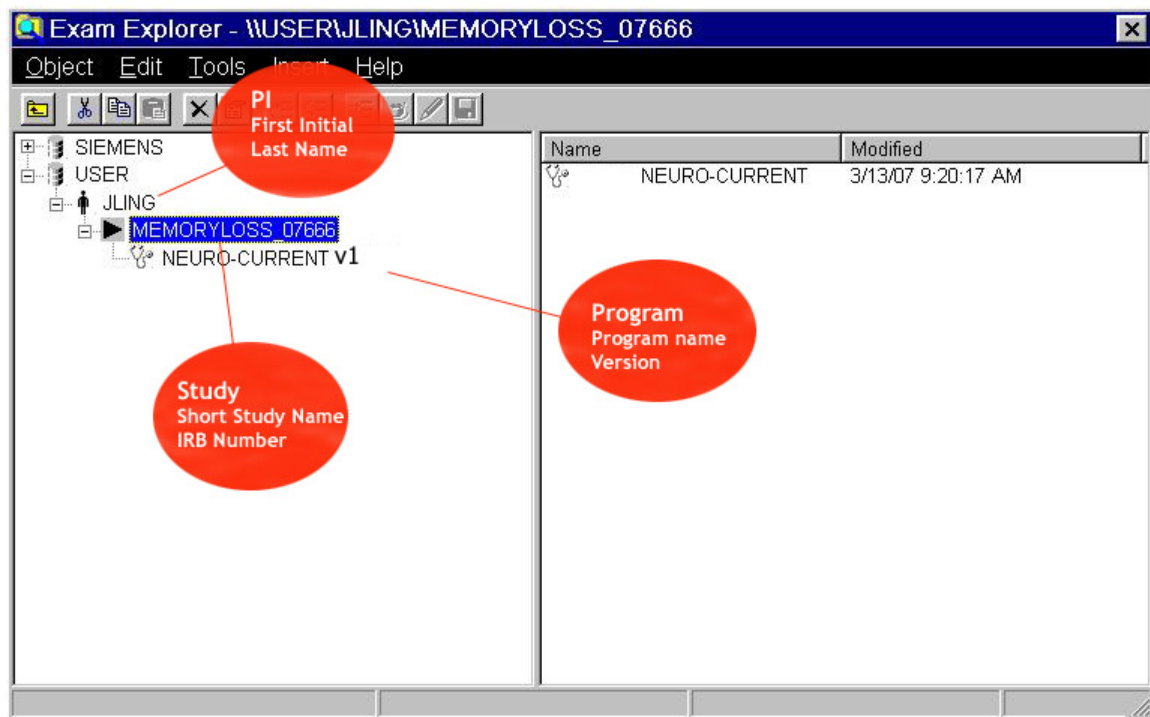 Exam Explorer - \\USER\JLING\MEMORYLOSS_07666
Object Edit Tools Insert Help
PI
First Initial
Last Name
SIEMENS
USER
JLING
MEMORYLOSS_07666
NEURO-CURRENT v1
Name Modified
NEURO-CURRENT 3/13/07 9:20:17 AM
Program
Program name
Version
Study
Short Study Name
IRB Number